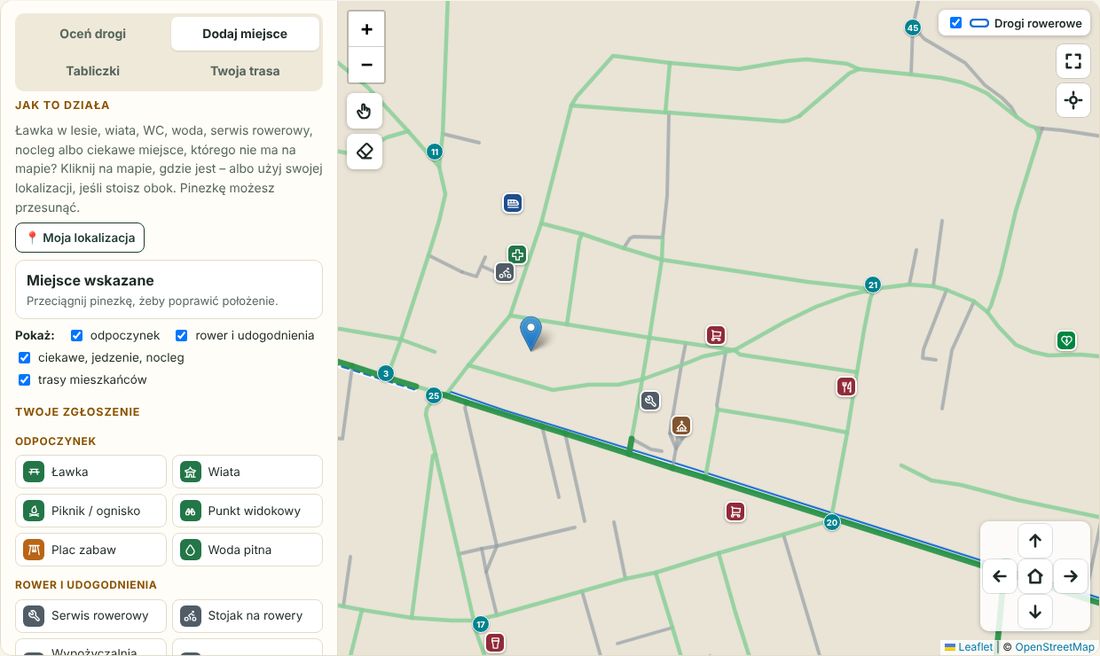 Oceń drogi
Dodaj miejsce
Tabliczki
Twoja trasa
JAK TO DZIAŁA
Ławka w lesie, wiata, WC, woda, serwis rowerowy,
nocleg albo ciekawe miejsce, którego nie ma na
mapie? Kliknij na mapie, gdzie jest – albo użyj swojej
lokalizacji, jeśli stoisz obok. Pinezkę możesz
przesunąć.
Moja lokalizacja
Miejsce wskazane
Przeciągnij pinezkę, żeby poprawić położenie.
Pokaż: odpoczynek rower i udogodnienia
ciekawe, jedzenie, nocleg
trasy mieszkańców
TWOJE ZGŁOSZENIE
ODPOCZYNEK
Ławka
Wiata
Piknik / ognisko
Punkt widokowy
Plac zabaw
Woda pitna
ROWER I UDOGODNIENIA
Serwis rowerowy
Stojak na rowery
Wypożyczalnia
+
−
Drogi rowerowe
45
11
21
3
25
20
17
Leaflet | © OpenStreetMap